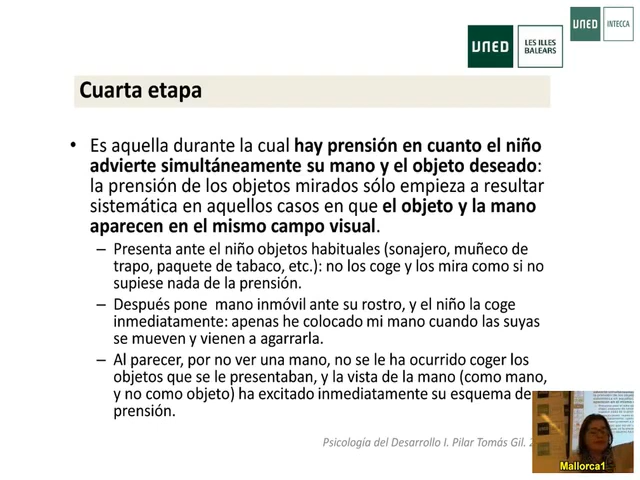 UNED
INTECCA
UNED
LES ILLES
BALEARS
Cuarta etapa
• Es aquella durante la cual hay prensión en cuanto el niño
advierte simultáneamente su mano y el objeto deseado:
la prensión de los objetos mirados sólo empieza a resultar
sistemática en aquellos casos en que el objeto y la mano
aparecen en el mismo campo visual.
– Presenta ante el niño objetos habituales (sonajero, muñeco de
trapo, paquete de tabaco, etc.): no los coge y los mira como si no
supiese nada de la prensión.
– Después pone mano inmóvil ante su rostro, y el niño la coge
inmediatamente: apenas he colocado mi mano cuando las suyas
se mueven y vienen a agarrarla.
– Al parecer, por no ver una mano, no se le ha ocurrido coger los
objetos que se le presentaban, y la vista de la mano (como mano,
y no como objeto) ha excitado inmediatamente su esquema de
prensión.
Psicología del Desarrollo I. Pilar Tomás Gil.
Mallorca1